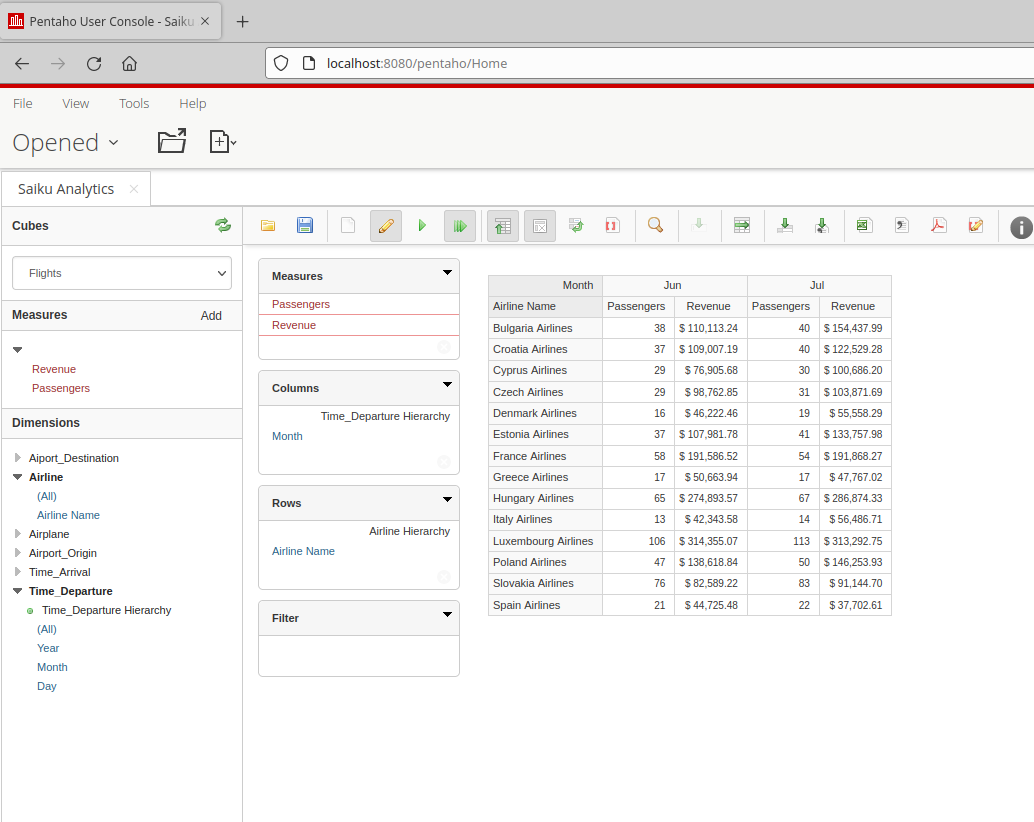 Pentaho User Console - Saiku
localhost:8080/pentaho/Home
File View Tools Help
Opened
Saiku Analytics
Cubes
Flights
Measures Add
Revenue
Passengers
Dimensions
Aiport_Destination
Airline
(All)
Airline Name
Airplane
Airport_Origin
Time_Arrival
Time_Departure
Time_Departure Hierarchy
(All)
Year
Month
Day
Measures
Passengers
Revenue
Columns
Time_Departure Hierarchy
Month
Rows
Airline Hierarchy
Airline Name
Filter
Month Jun Jul
Airline Name Passengers Revenue Passengers Revenue
Bulgaria Airlines 38 $ 110,113.24 40 $ 154,437.99
Croatia Airlines 37 $ 109,007.19 40 $ 122,529.28
Cyprus Airlines 29 $ 76,905.68 30 $ 100,686.20
Czech Airlines 29 $ 98,762.85 31 $ 103,871.69
Denmark Airlines 16 $ 46,222.46 19 $ 55,558.29
Estonia Airlines 37 $ 107,981.78 41 $ 133,757.98
France Airlines 58 $ 191,586.52 54 $ 191,868.27
Greece Airlines 17 $ 50,663.94 17 $ 47,767.02
Hungary Airlines 65 $ 274,893.57 67 $ 286,874.33
Italy Airlines 13 $ 42,343.58 14 $ 56,486.71
Luxembourg Airlines 106 $ 314,355.07 113 $ 313,292.75
Poland Airlines 47 $ 138,618.84 50 $ 146,253.93
Slovakia Airlines 76 $ 82,589.22 83 $ 91,144.70
Spain Airlines 21 $ 44,725.48 22 $ 37,702.61